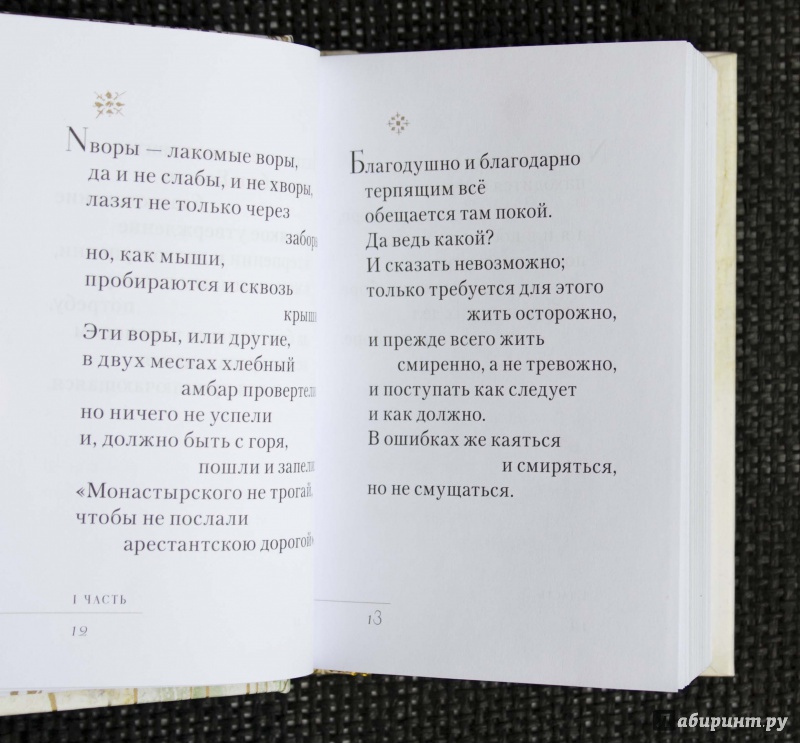 Nворы — лакомые воры,
да и не слабы, и не хворы,
лазят не только через
забор
но, как мыши,
пробираются и сквозь
крыш
Эти воры, или другие,
в двух местах хлебный
амбар провертел
но ничего не успели
и, должно быть с горя,
пошли и запел
«Монастырского не трогай,
чтобы не послали
арестантскою дорогой»
I ЧАСТЬ
12
Благодушно и благодарно
терпящим всё
обещается там покой.
Да ведь какой?
И сказать невозможно;
только требуется для этого
жить осторожно,
и прежде всего жить
смиренно, а не тревожно,
и поступать как следует
и как должно.
В ошибках же каяться
и смиряться,
но не смущаться.
13
Лабиринт.ру